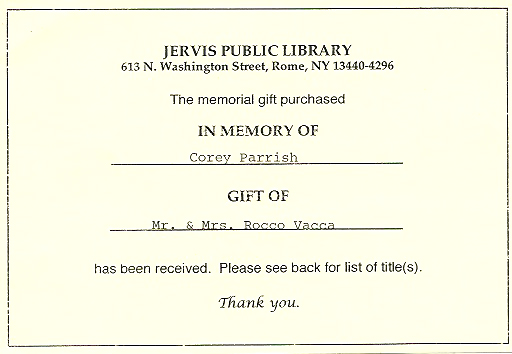 JERVIS PUBLIC LIBRARY
613 N. Washington Street, Rome, NY 13440-4296
The memorial gift purchased
IN MEMORY OF
Corey Parrish
GIFT OF
Mr. & Mrs. Rocco Vacca
has been received. Please see back for list of title(s).
Thank you.